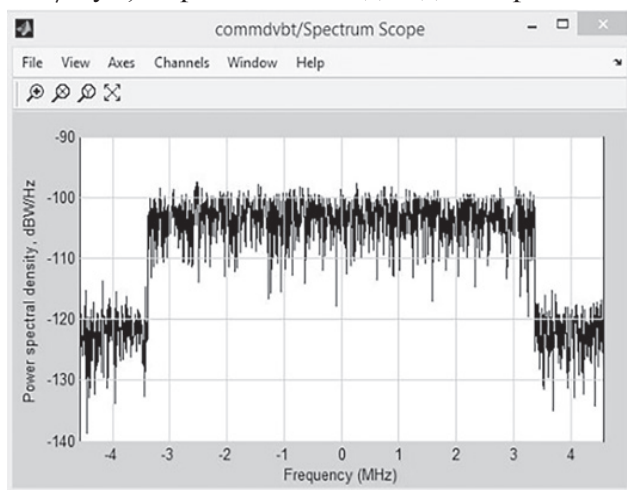 commdvbt/Spectrum Scope
File View Axes Channels Window Help
-90
-100
-110
-120
-130
-140
Power spectral density, dBW/Hz
-4 -3 -2 -1 0 1 2 3 4
Frequency (MHz)